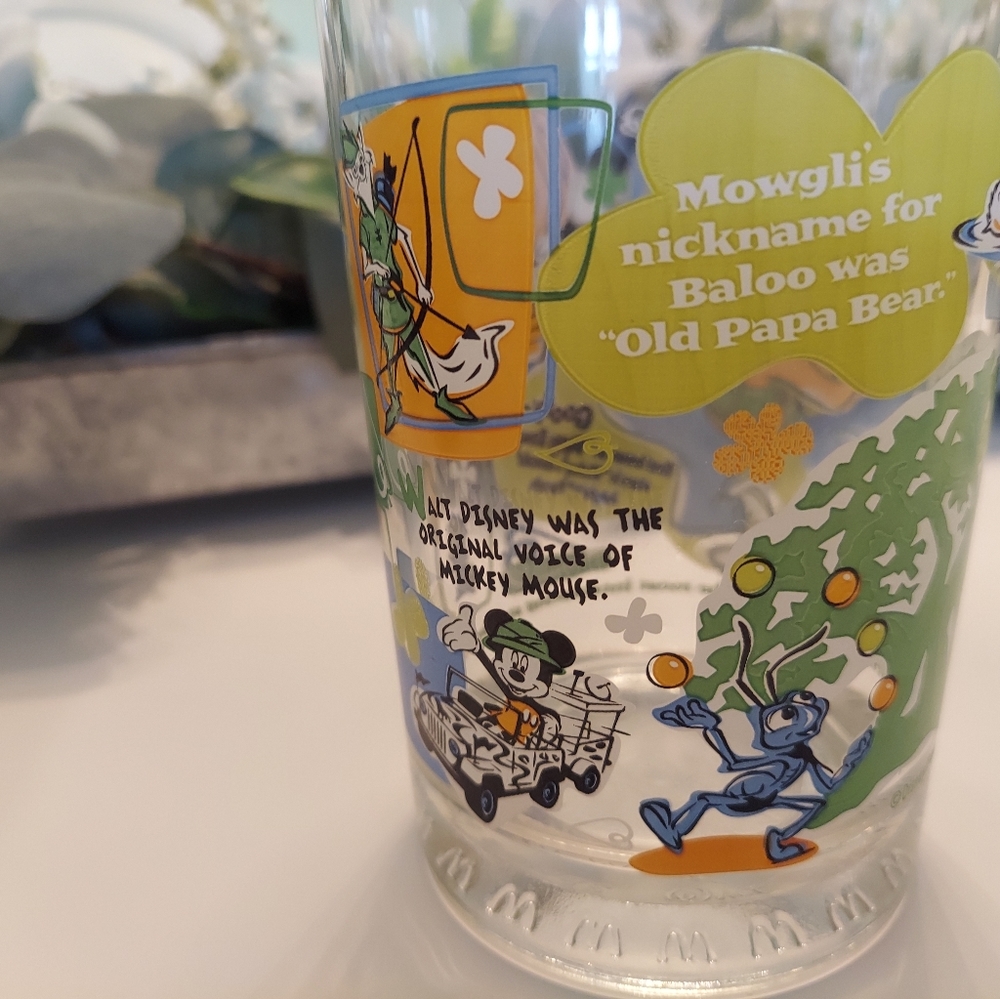 Mowgli's
nickname for
Baloo was
"Old Papa Bear."
WALT DISNEY WAS THE
ORIGINAL VOICE OF
MICKEY MOUSE.